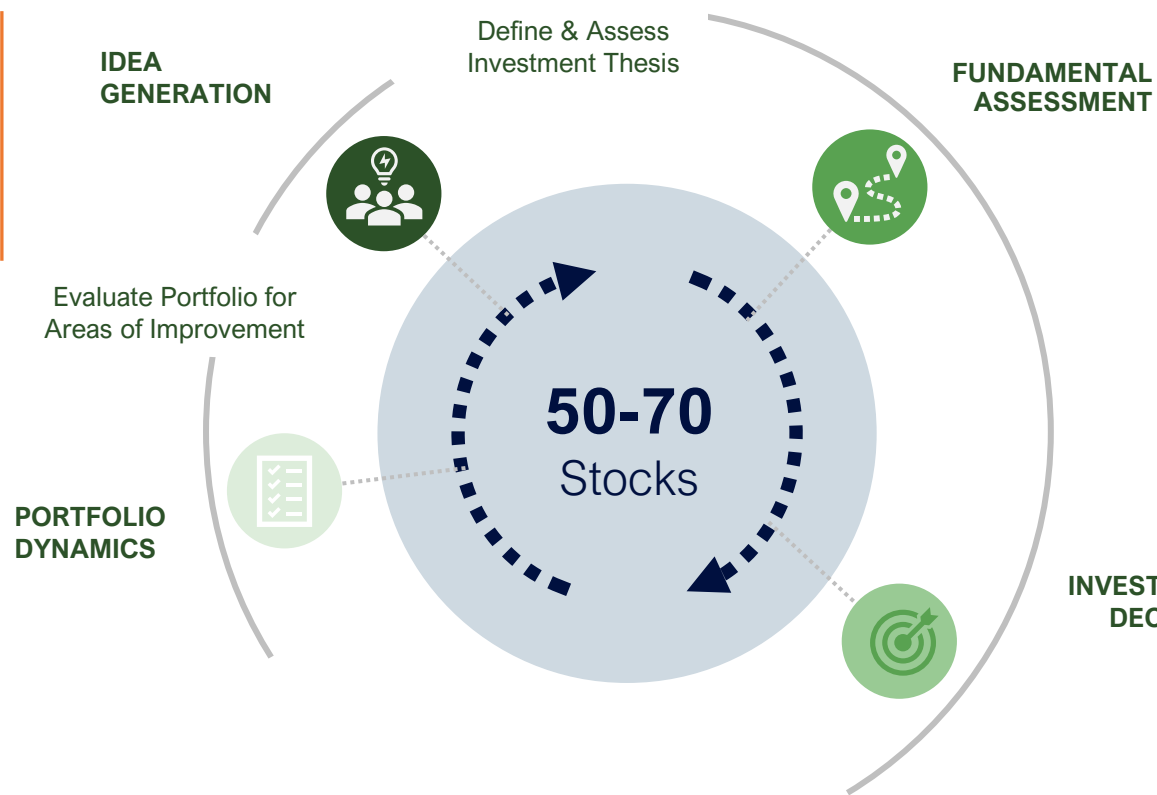 IDEA
GENERATION
Define & Assess
Investment Thesis
FUNDAMENTAL
ASSESSMENT
Evaluate Portfolio for
Areas of Improvement
50-70
Stocks
PORTFOLIO
DYNAMICS